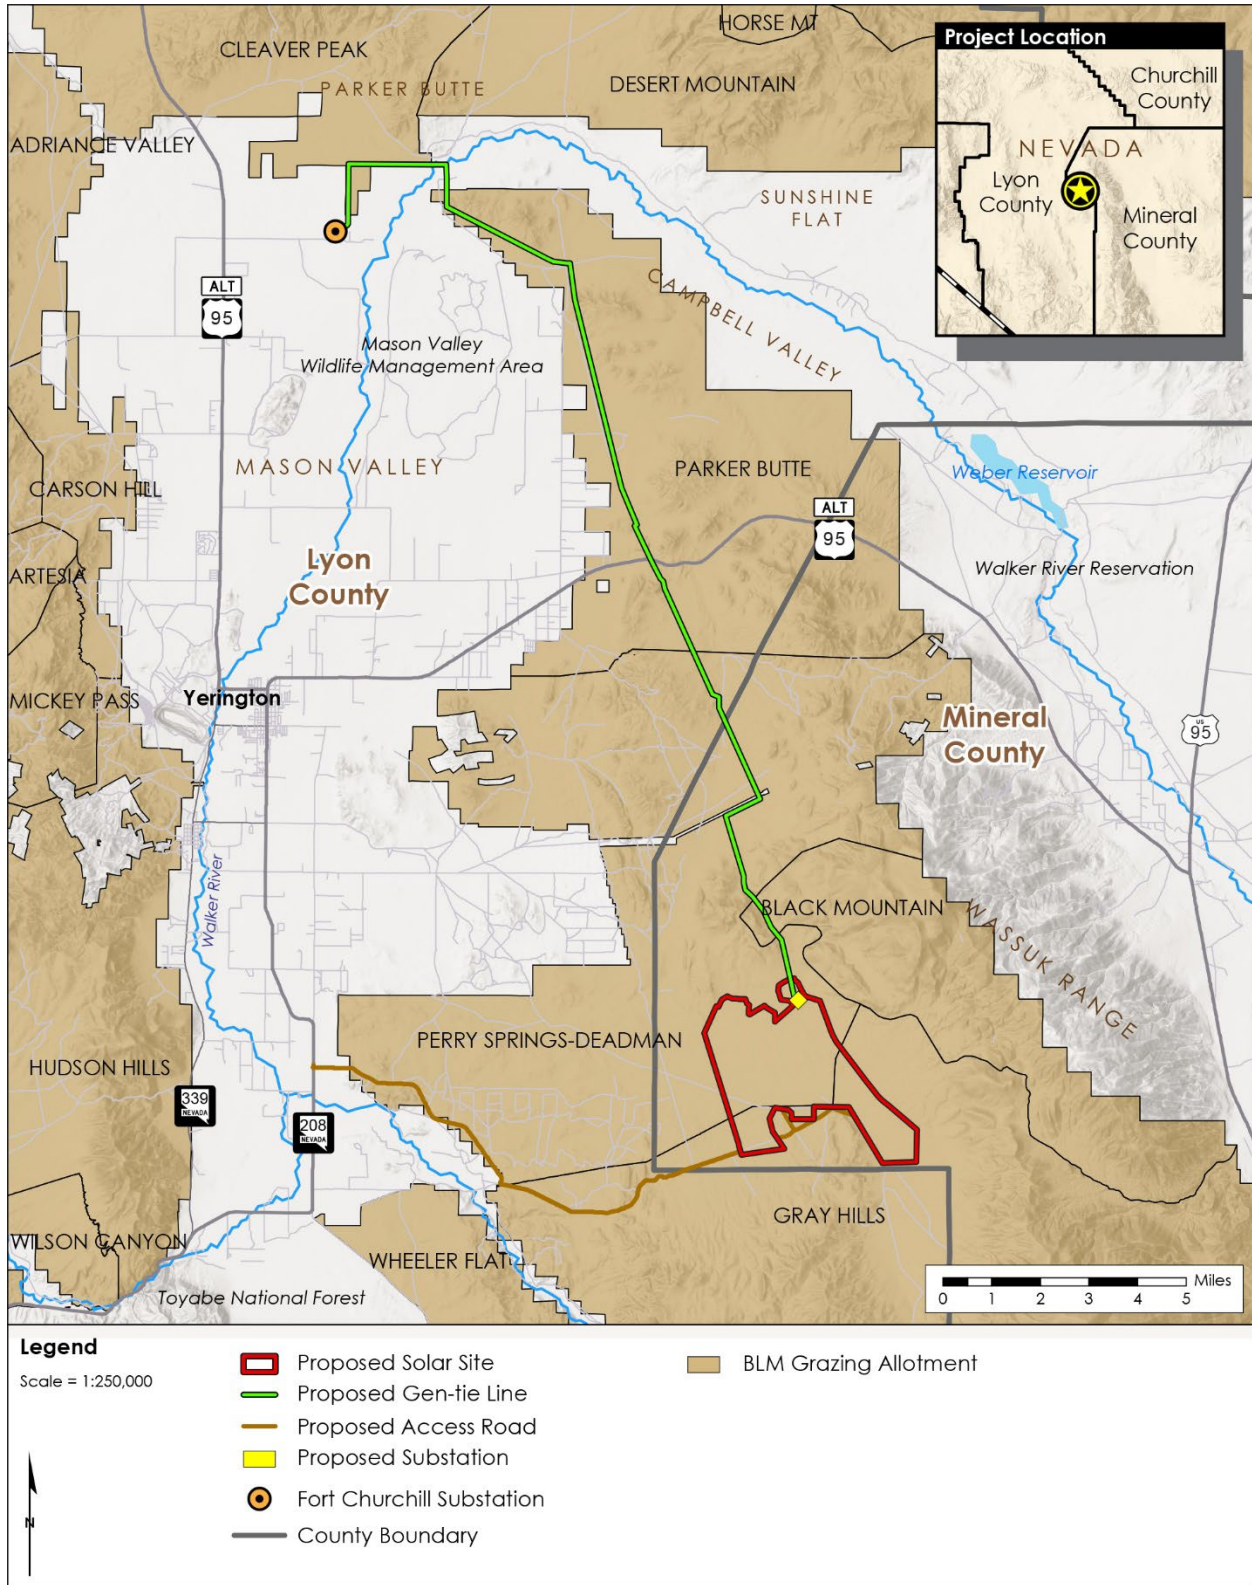 HORSE MT
CLEAVER PEAK
PARKER BUTTE
DESERT MOUNTAIN
ADRIANCE VALLEY
Project Location
Churchill
County
NEVADA
Lyon
County
Mineral
County
SUNSHINE
FLAT
ALT
95
CAMPBELL VALLEY
Mason Valley
Wildlife Management Area
MASON VALLEY
PARKER BUTTE
CARSON HILL
Weber Reservoir
ALT
95
Lyon
County
ARTESIA
Walker River Reservation
MICKEY PASS
Yerington
Mineral
County
US
95
Walker River
BLACK MOUNTAIN
WASSUK RANGE
PERRY SPRINGS-DEADMAN
HUDSON HILLS
339
NEVADA
208
NEVADA
GRAY HILLS
WILSON CANYON
WHEELER FLAT
Toyabe National Forest
Miles
0 1 2 3 4 5
Legend
Scale = 1:250,000
N
Proposed Solar Site
Proposed Gen-tie Line
Proposed Access Road
Proposed Substation
Fort Churchill Substation
County Boundary
BLM Grazing Allotment